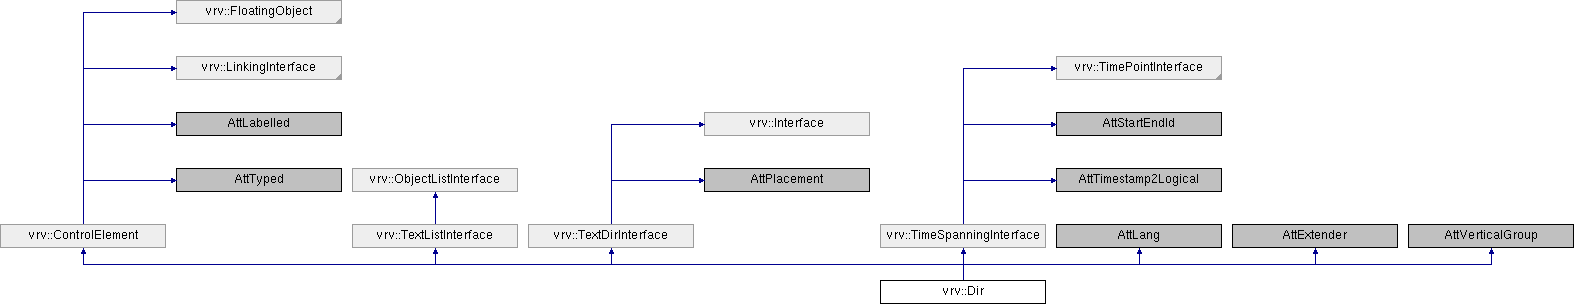 vrv::FloatingObject
vrv::LinkingInterface
vrv::TimePointInterface
AttLabelled
vrv::Interface
AttStartEndId
AttTyped
vrv::ObjectListInterface
AttPlacement
AttTimestamp2Logical
vrv::ControlElement
vrv::TextListInterface
vrv::TextDirInterface
vrv::TimeSpanningInterface
AttLang
AttExtender
AttVerticalGroup
vrv::Dir